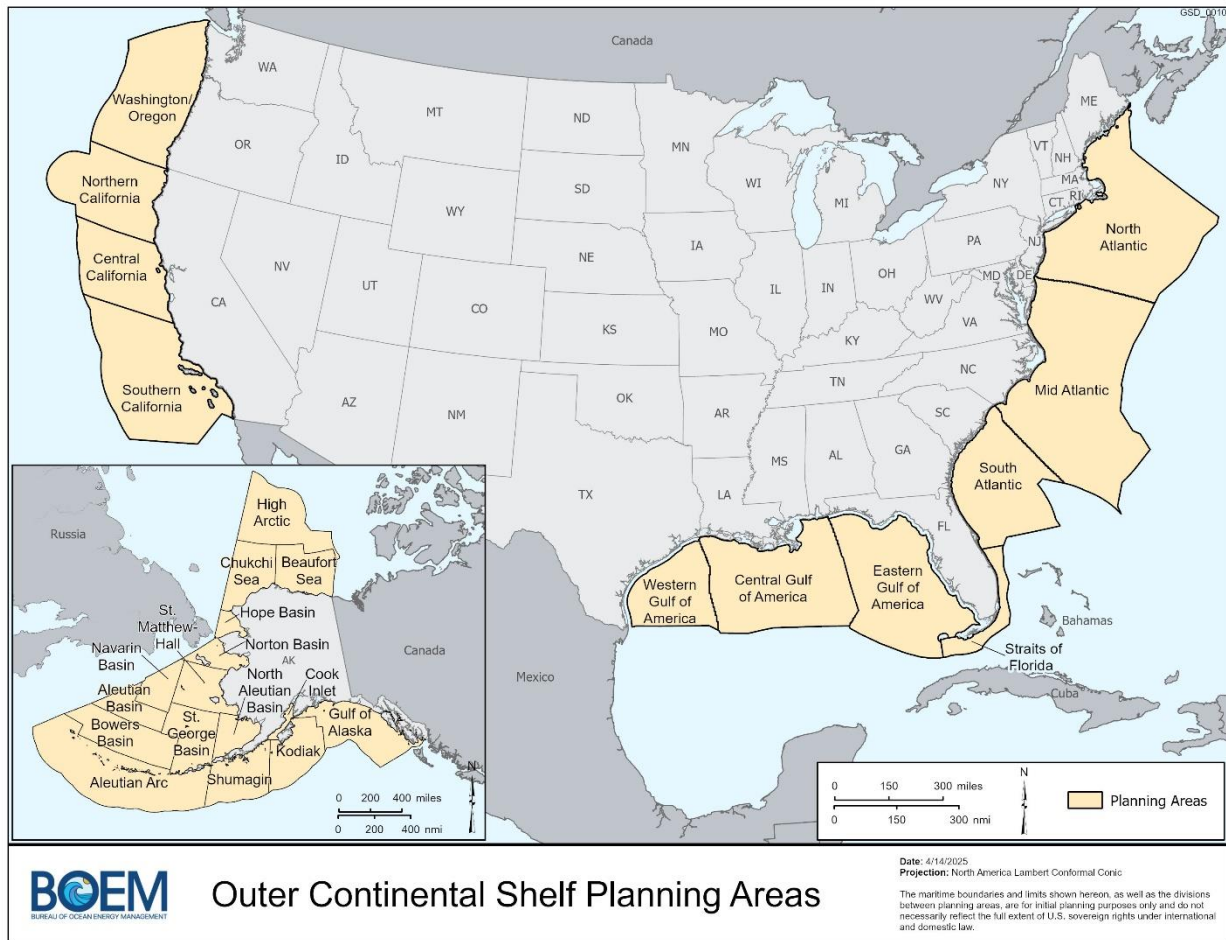 GSD_0010
Canada
WA
MT
ND
MN
ME
Washington/
Oregon
OR
ID
SD
WI
MI
VT
NH
NY
MA
CT
RI
Northern
California
WY
IA
PA
NJ
North
Atlantic
Central
California
NV
NE
UT
CO
IL
IN
OH
MD
DE
WV
VA
CA
KS
MO
KY
Southern
California
AZ
NM
OK
AR
TN
NC
SC
Mid Atlantic
MS
AL
GA
South
Atlantic
TX
LA
FL
Western
Gulf of
America
Central Gulf
of America
Eastern
Gulf of
America
Straits of
Florida
Bahamas
Cuba
Mexico
High
Arctic
Russia
Chukchi
Sea
Beaufort
Sea
St.
Matthew-
Hall
Hope Basin
Navarin
Basin
Norton Basin
AK
Canada
Aleutian
Basin
North
Aleutian
Basin
Cook
Inlet
Bowers
Basin
St.
George
Basin
Gulf of
Alaska
Kodiak
Aleutian Arc
Shumagin
N
0 200 400 miles
0 200 400 nmi
0 150 300 miles
0 150 300 nmi
N
Planning Areas
BOEM
BUREAU OF OCEAN ENERGY MANAGEMENT
Outer Continental Shelf Planning Areas
Date: 4/14/2025
Projection: North America Lambert Conformal Conic
The maritime boundaries and limits shown hereon, as well as the divisions
between planning areas, are for initial planning purposes only and do not
necessarily reflect the full extent of U.S. sovereign rights under international
and domestic law.